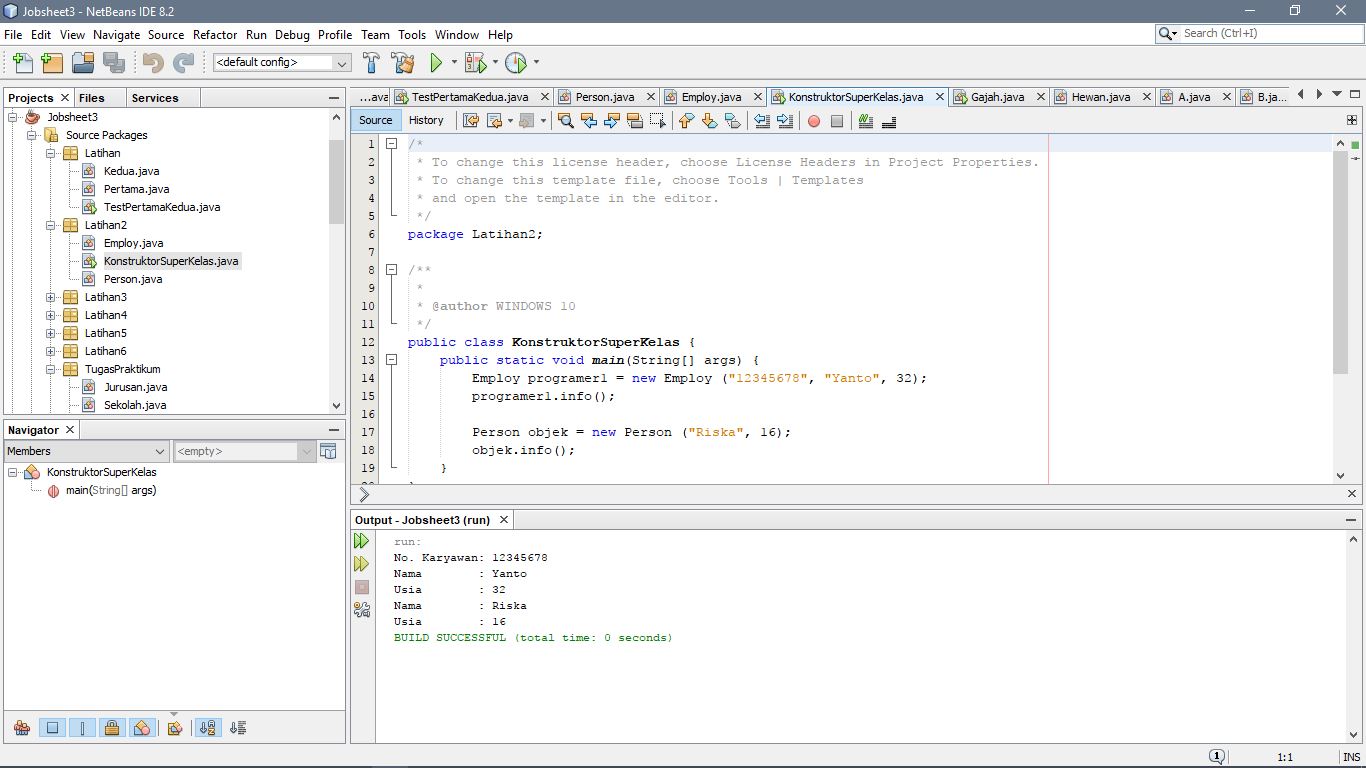 Jobsheet3 - NetBeans IDE 8.2
File Edit View Navigate Source Refactor Run Debug Profile Team Tools Window Help
Search (Ctrl+I)
<default config>
Projects
Files
Services
Jobsheet3
Source Packages
Latihan
Kedua.java
Pertama.java
TestPertamaKedua.java
Latihan2
Employ.java
KonstruktorSuperKelas.java
Person.java
Latihan3
Latihan4
Latihan5
Latihan6
TugasPraktikum
Jurusan.java
Sekolah.java
Navigator
Members
<empty>
KonstruktorSuperKelas
main(String[] args)
...ava TestPertamaKedua.java Person.java Employ.java KonstruktorSuperKelas.java Gajah.java Hewan.java A.java B.ja...
Source History
1 /*
2 * To change this license header, choose License Headers in Project Properties.
3 * To change this template file, choose Tools | Templates
4 * and open the template in the editor.
5 */
6 package Latihan2;
7
8 /**
9 *
10 * @author WINDOWS 10
11 */
12 public class KonstruktorSuperKelas {
13 public static void main(String[] args) {
14 Employ programer1 = new Employ ("12345678", "Yanto", 32);
15 programer1.info();
16
17 Person objek = new Person ("Riska", 16);
18 objek.info();
19 }
Output - Jobsheet3 (run)
run:
No. Karyawan: 12345678
Nama : Yanto
Usia : 32
Nama : Riska
Usia : 16
BUILD SUCCESSFUL (total time: 0 seconds)
1
1:1
INS